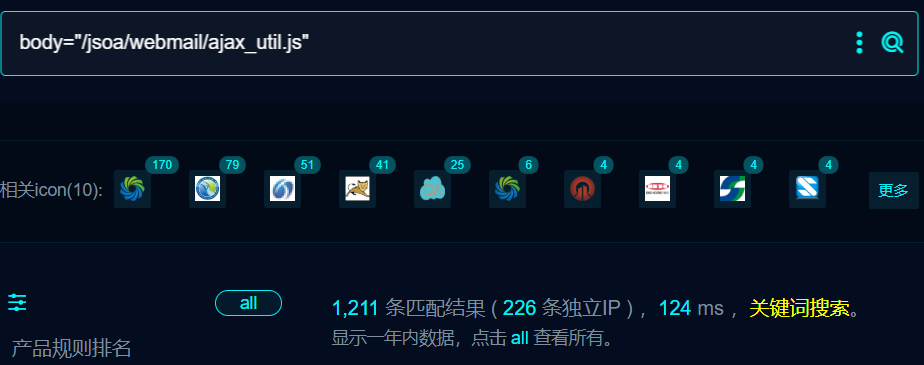 body="/jsoa/webmail/ajax_util.js"
相关icon(10): 170 79 51 41 25 6 4 4 4 4 更多
all
1,211 条匹配结果 ( 226 条独立IP ) ，124 ms ，关键词搜索。
显示一年内数据，点击 all 查看所有。
产品规则排名